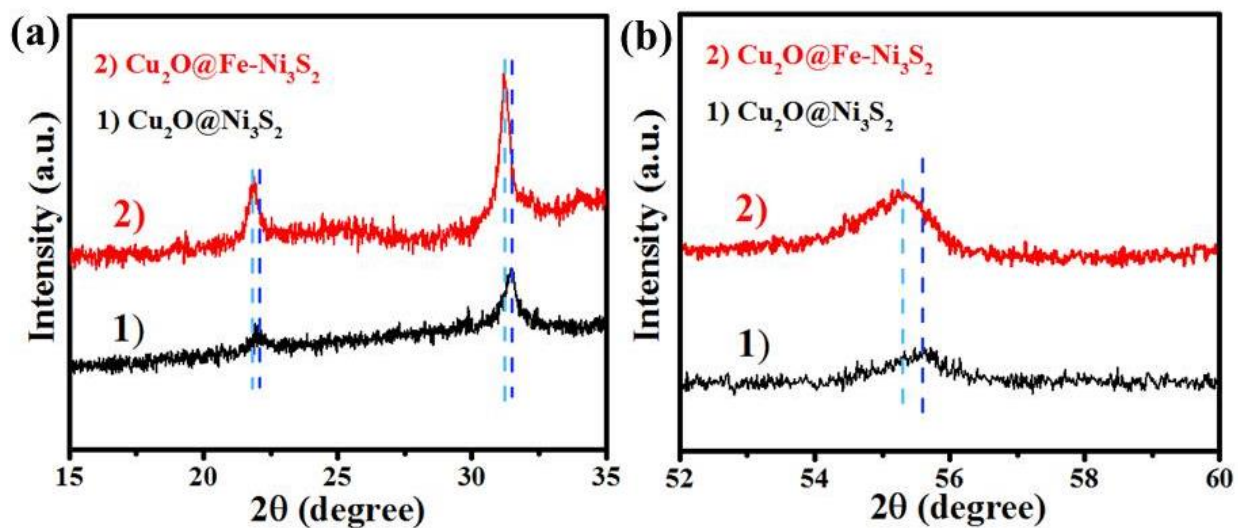 (a)
2) Cu₂O@Fe-Ni₃S₂
1) Cu₂O@Ni₃S₂
2)
1)
Intensity (a.u.)
15 20 25 30 35
2θ (degree)
(b)
2) Cu₂O@Fe-Ni₃S₂
1) Cu₂O@Ni₃S₂
2)
1)
Intensity (a.u.)
52 54 56 58 60
2θ (degree)